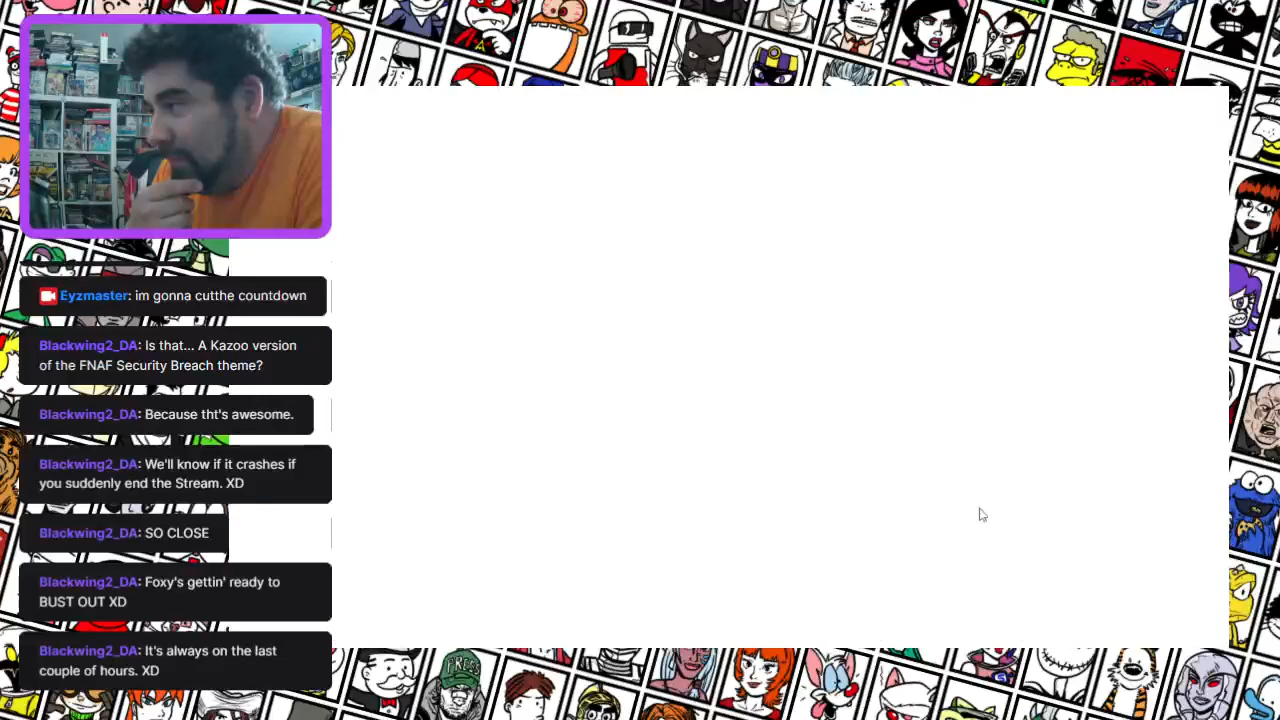 Eyzmaster: im gonna cutthe countdown
Blackwing2_DA: Is that... A Kazoo version
of the FNAF Security Breach theme?
Blackwing2_DA: Because tht's awesome.
Blackwing2_DA: We'll know if it crashes if
you suddenly end the Stream. XD
Blackwing2_DA: SO CLOSE
Blackwing2_DA: Foxy's gettin' ready to
BUST OUT XD
Blackwing2_DA: It's always on the last
couple of hours. XD
PRESS